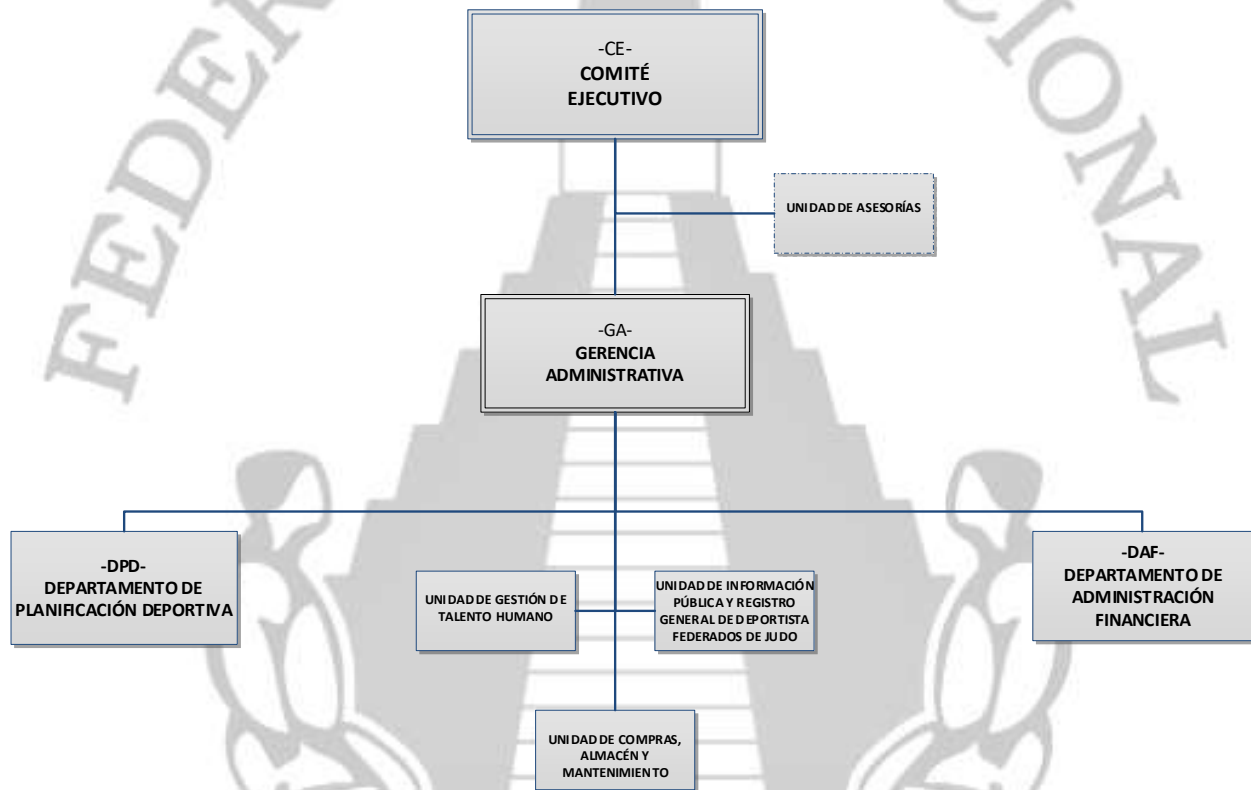 FEDER
CIONAL
-CE-
COMITÉ
EJECUTIVO
UNIDAD DE ASESORÍAS
-GA-
GERENCIA
ADMINISTRATIVA
-DPD-
DEPARTAMENTO DE
PLANIFICACIÓN DEPORTIVA
UNIDAD DE GESTIÓN DE
TALENTO HUMANO
UNIDAD DE INFORMACIÓN
PÚBLICA Y REGISTRO
GENERAL DE DEPORTISTA
FEDERADOS DE JUDO
-DAF-
DEPARTAMENTO DE
ADMINISTRACIÓN
FINANCIERA
UNIDAD DE COMPRAS,
ALMACÉN Y
MANTENIMIENTO